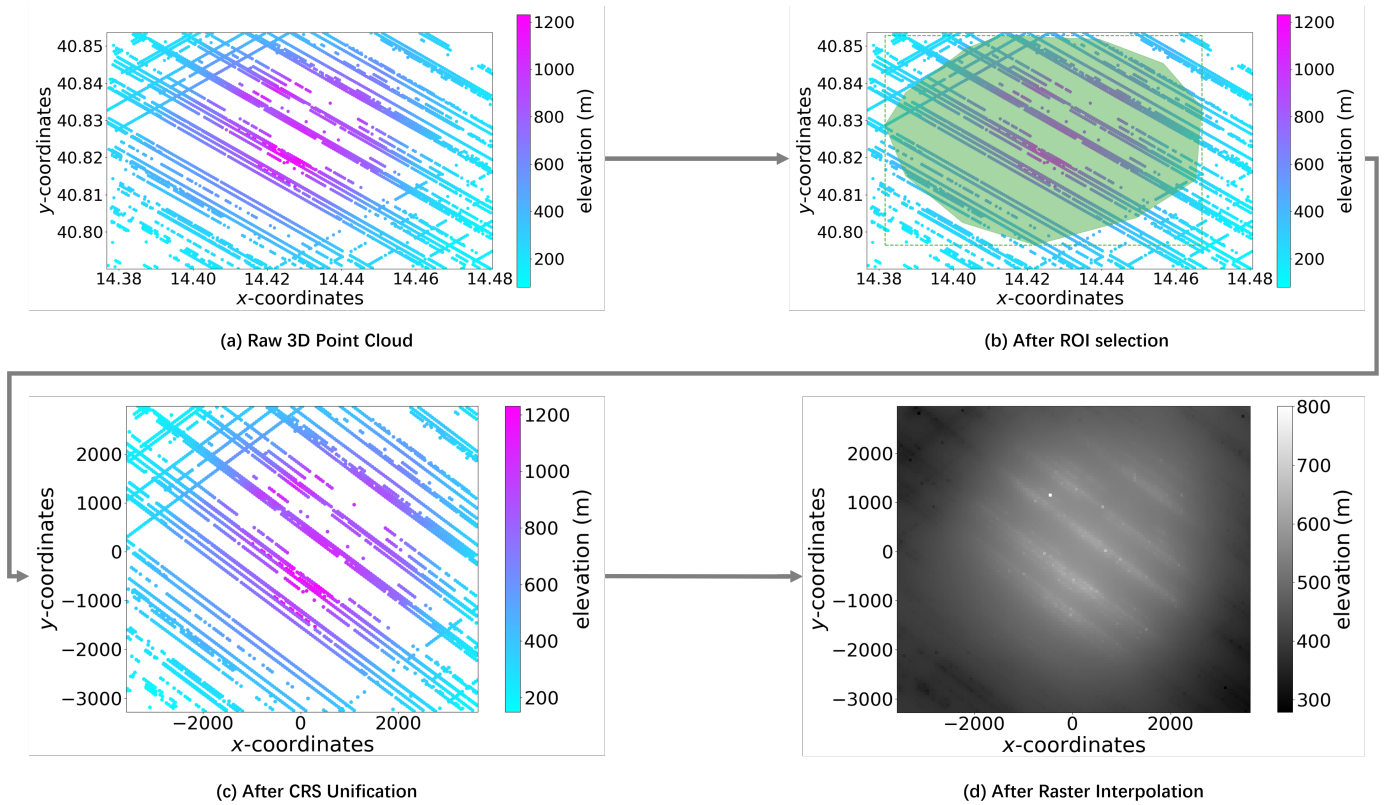 1200
1000
800
600
400
200
elevation (m)
40.85
40.84
40.83
40.82
40.81
40.80
y-coordinates
14.38 14.40 14.42 14.44 14.46 14.48
x-coordinates
(a) Raw 3D Point Cloud
1200
1000
800
600
400
200
elevation (m)
40.85
40.84
40.83
40.82
40.81
40.80
y-coordinates
14.38 14.40 14.42 14.44 14.46 14.48
x-coordinates
(b) After ROI selection
1200
1000
800
600
400
200
elevation (m)
2000
1000
0
−1000
−2000
−3000
y-coordinates
−2000 0 2000
x-coordinates
(c) After CRS Unification
800
700
600
500
400
300
elevation (m)
2000
1000
0
−1000
−2000
−3000
y-coordinates
−2000 0 2000
x-coordinates
(d) After Raster Interpolation